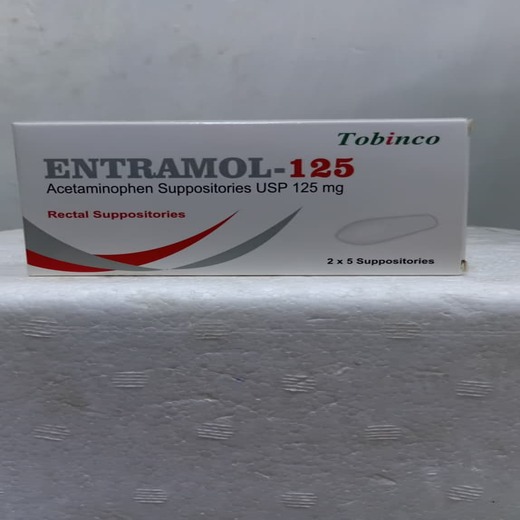 Tobinco
ENTRAMOL-125
Acetaminophen Suppositories USP 125 mg
Rectal Suppositories
2 x 5 Suppositories